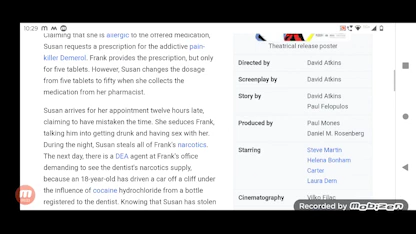 10:29
Claiming that she is allergic to the offered medication,
Susan requests a prescription for the addictive pain-
killer Demerol. Frank provides the prescription, but only
for five tablets. However, Susan changes the dosage
from five tablets to fifty when she collects the
medication from her pharmacist.
Susan arrives for her appointment twelve hours late,
claiming to have mistaken the time. She seduces Frank,
talking him into getting drunk and having sex with her.
During the night, Susan steals all of Frank's narcotics.
The next day, there is a DEA agent at Frank's office
demanding to see the dentist's narcotics supply,
because an 18-year-old has driven a car off a cliff under
the influence of cocaine hydrochloride from a bottle
registered to the dentist. Knowing that Susan has stolen
Theatrical release poster
Directed by David Atkins
Screenplay by David Atkins
Story by David Atkins
Paul Felopulos
Produced by Paul Mones
Daniel M. Rosenberg
Starring Steve Martin
Helena Bonham
Carter
Laura Dern
Cinematography Vilko Filac
Recorded by Mobizen